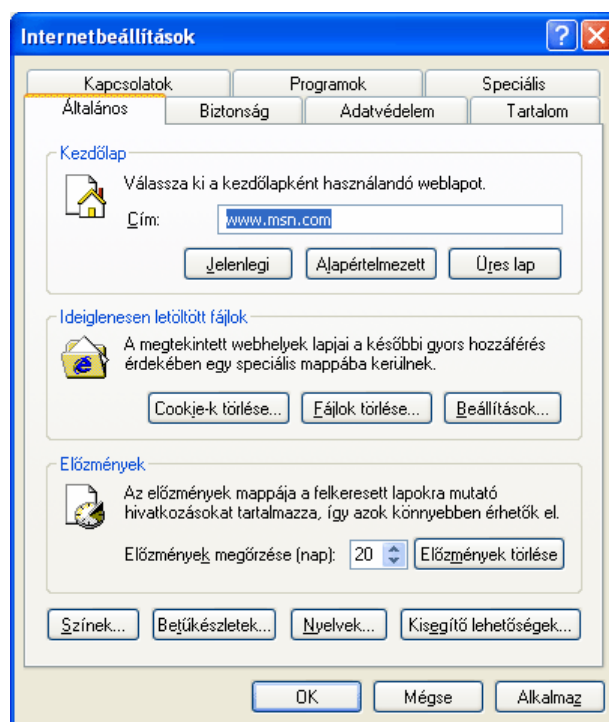 Internetbeállítások
Kapcsolatok Programok Speciális
Általános Biztonság Adatvédelem Tartalom
Kezdőlap
Válassza ki a kezdőlapként használandó weblapot.
Cím: www.msn.com
Jelenlegi Alapértelmezett Üres lap
Ideiglenesen letöltött fájlok
A megtekintett webhelyek lapjai a későbbi gyors hozzáférés
érdekében egy speciális mappába kerülnek.
Cookie-k törlése... Fájlok törlése... Beállítások...
Előzmények
Az előzmények mappája a felkeresett lapokra mutató
hivatkozásokat tartalmazza, így azok könnyebben érhetők el.
Előzmények megőrzése (nap): 20 Előzmények törlése
Színek... Betűkészletek... Nyelvek... Kisegítő lehetőségek...
OK Mégse Alkalmaz